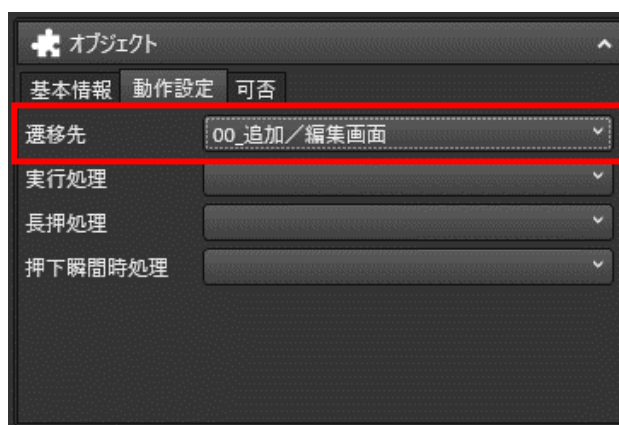 オブジェクト
基本情報 動作設定 可否
遷移先 00_追加／編集画面
実行処理
長押処理
押下瞬間時処理